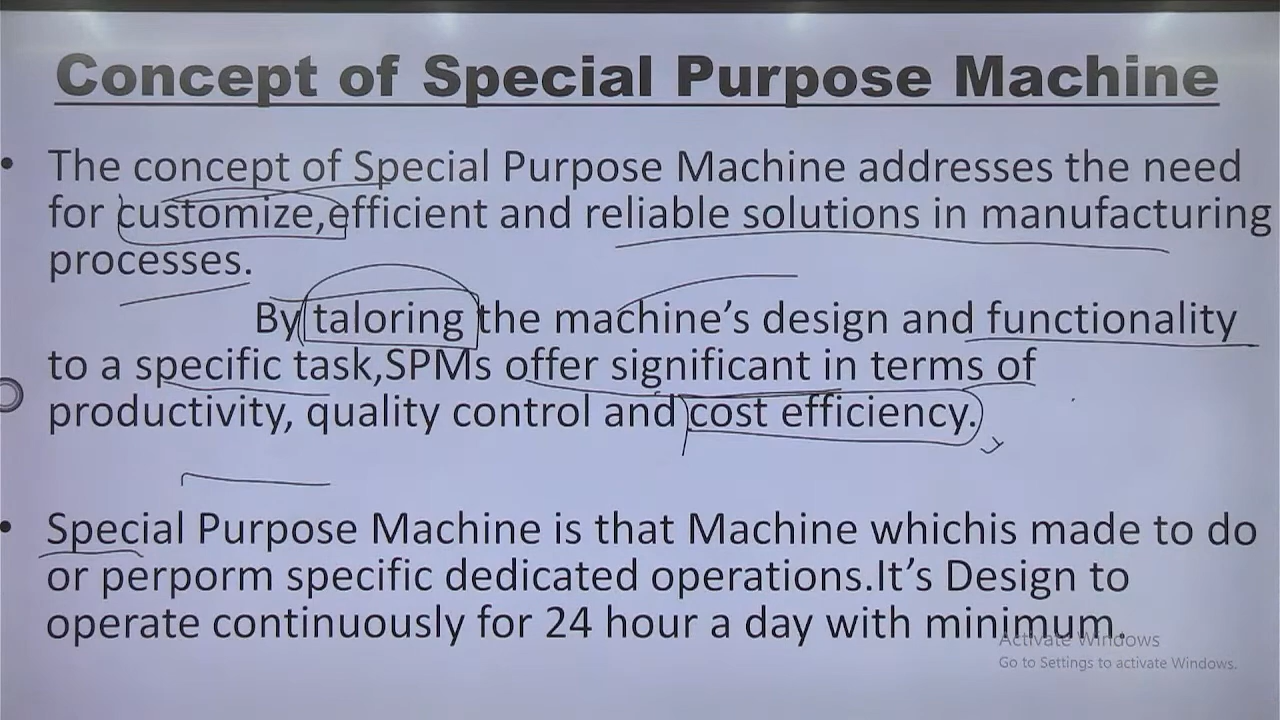 Concept of Special Purpose Machine
• The concept of Special Purpose Machine addresses the need
for customize,efficient and reliable solutions in manufacturing
processes.
By taloring the machine's design and functionality
to a specific task,SPMs offer significant in terms of
productivity, quality control and cost efficiency.
• Special Purpose Machine is that Machine whichis made to do
or perporm specific dedicated operations.It's Design to
operate continuously for 24 hour a day with minimum.
Activate Windows
Go to Settings to activate Windows.